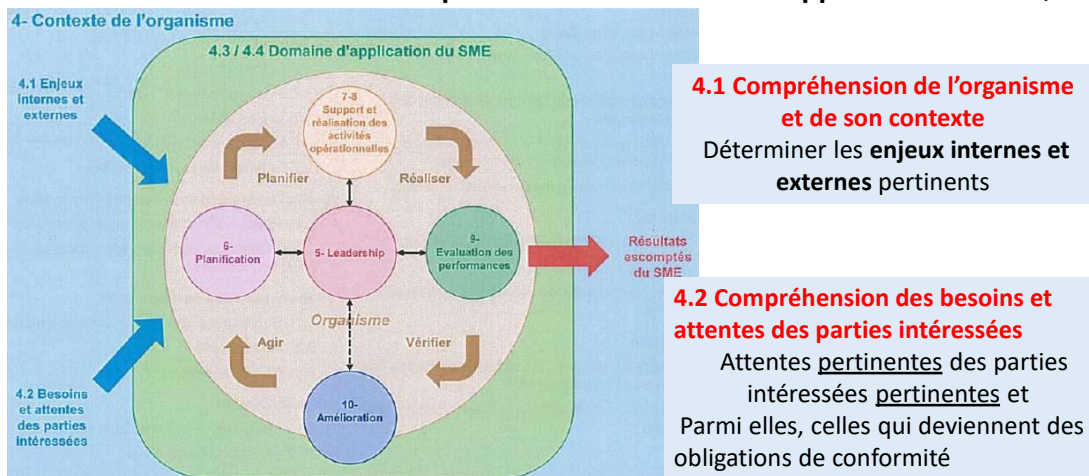 4- Contexte de l'organisme
4.3 / 4.4 Domaine d'application du SME
4.1 Enjeux
internes et
externes
7-8
Support et
réalisation des
activités
opérationnelles
Planifier
Réaliser
6-
Planification
5- Leadership
9-
Evaluation des
performances
Résultats
escomptés
du SME
Organisme
Agir
Vérifier
4.2 Besoins
et attentes
des parties
intéressées
10-
Amélioration
4.1 Compréhension de l'organisme
et de son contexte
Déterminer les enjeux internes et
externes pertinents
4.2 Compréhension des besoins et
attentes des parties intéressées
Attentes pertinentes des parties
intéressées pertinentes et
Parmi elles, celles qui deviennent des
obligations de conformité